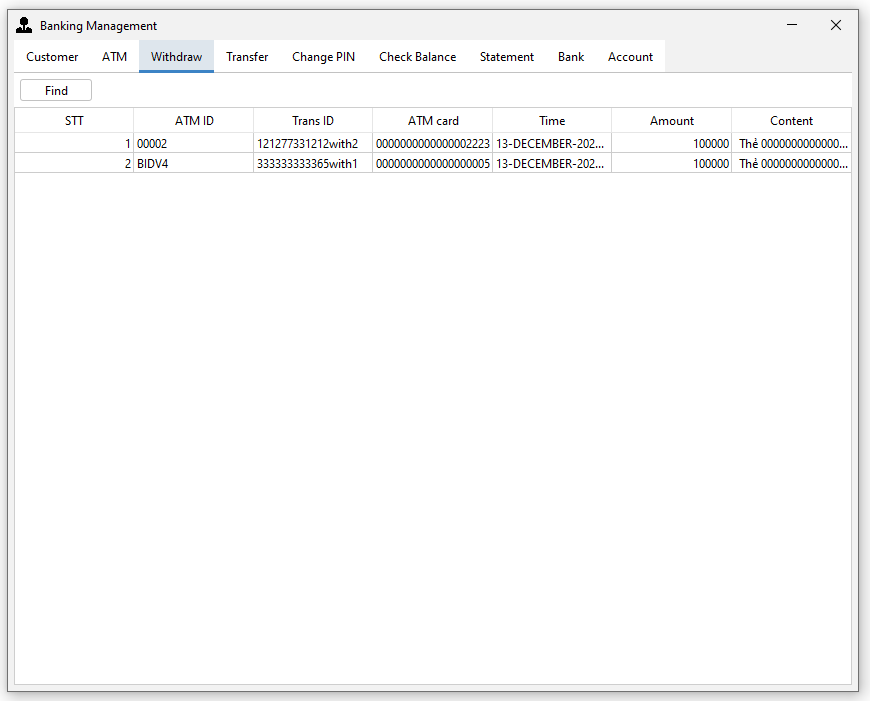 Banking Management
Customer ATM Withdraw Transfer Change PIN Check Balance Statement Bank Account
Find
STT ATM ID Trans ID ATM card Time Amount Content
1 00002 121277331212with2 0000000000000002223 13-DECEMBER-202... 100000 Thẻ 0000000000000...
2 BIDV4 333333333365with1 0000000000000000005 13-DECEMBER-202... 100000 Thẻ 0000000000000...